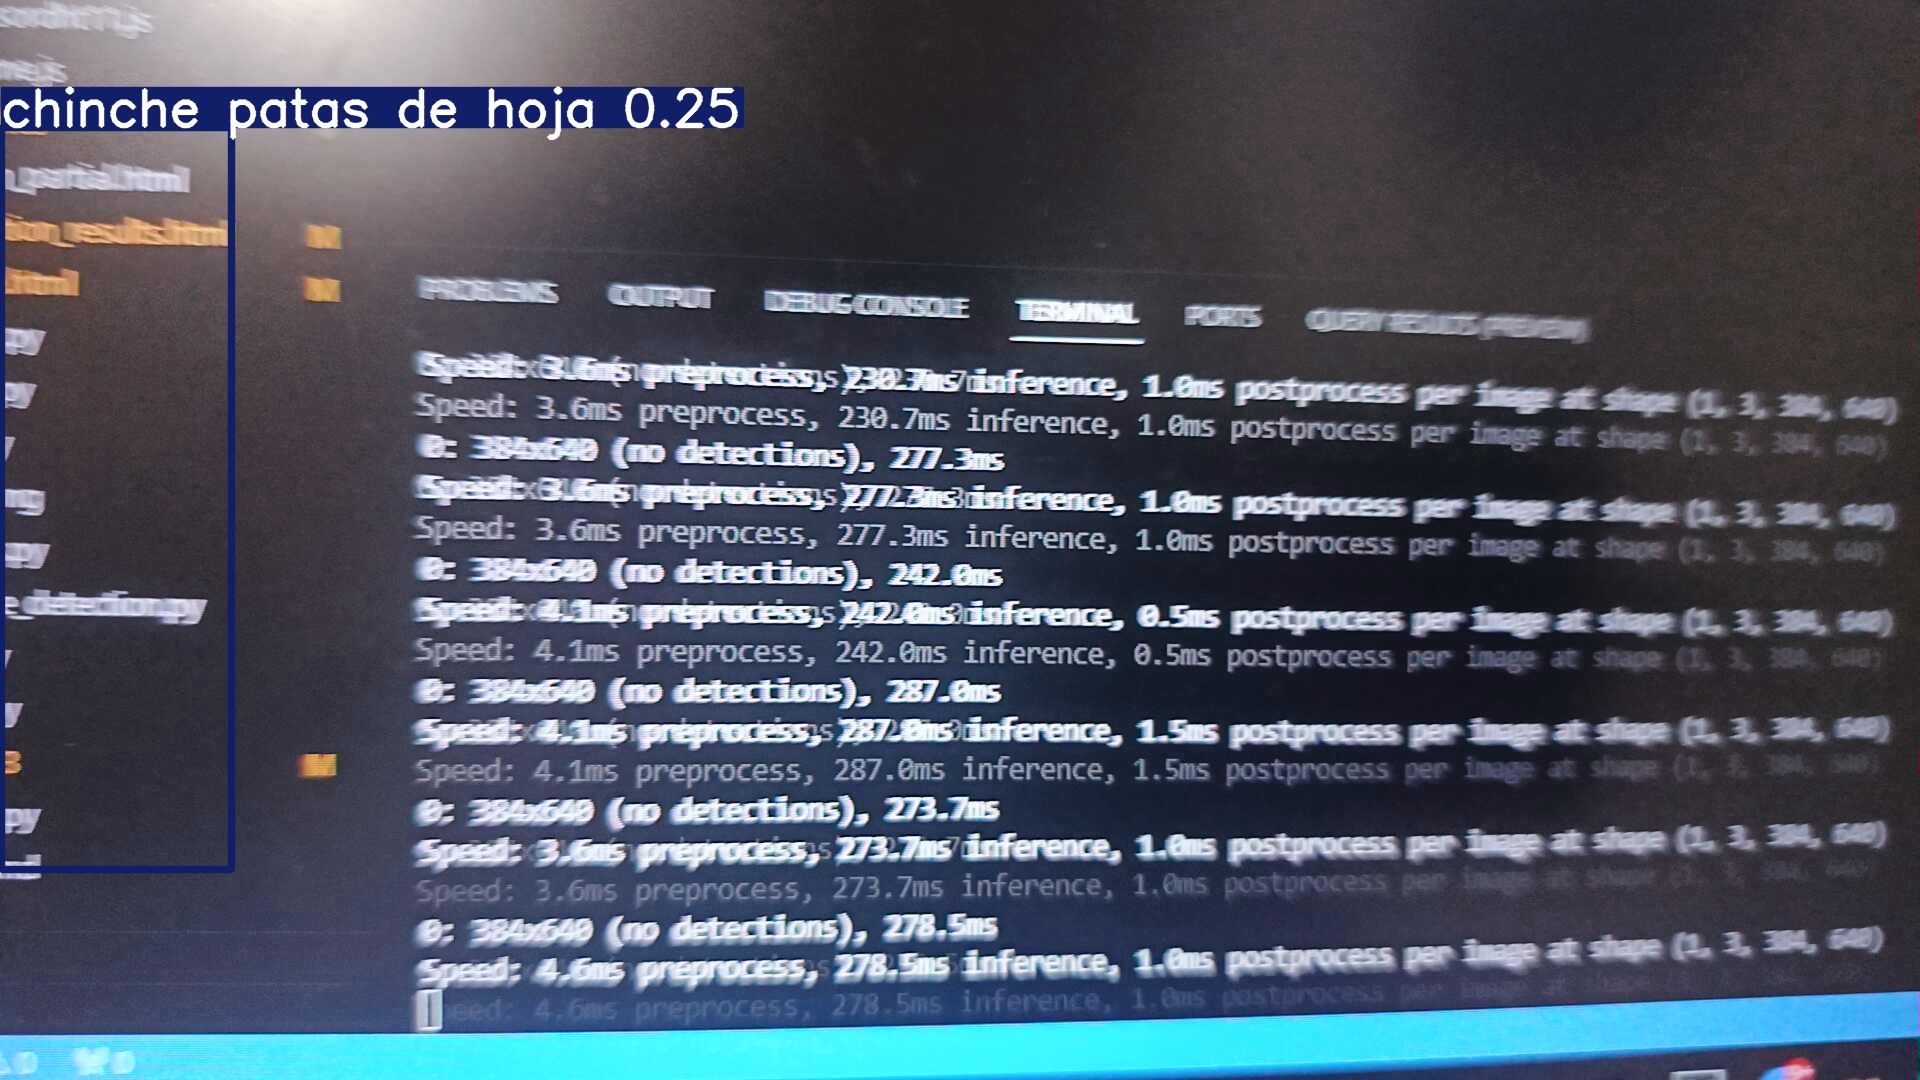 chinche patas de hoja 0.25
_partial.html
tion_results.html
M
.html
M
PROBLEMS OUTPUT DEBUG CONSOLE TERMINAL PORTS QUERY RESULTS (PREVIEW)
.py
.py
e_detection.py
M
.py
Speed: 3.6ms preprocess, 230.7ms inference, 1.0ms postprocess per image at shape (1, 3, 384, 640)
Speed: 3.6ms preprocess, 230.7ms inference, 1.0ms postprocess per image at shape (1, 3, 384, 640)
0: 384x640 (no detections), 277.3ms
Speed: 3.6ms preprocess, 277.3ms inference, 1.0ms postprocess per image at shape (1, 3, 384, 640)
Speed: 3.6ms preprocess, 277.3ms inference, 1.0ms postprocess per image at shape (1, 3, 384, 640)
0: 384x640 (no detections), 242.0ms
Speed: 4.1ms preprocess, 242.0ms inference, 0.5ms postprocess per image at shape (1, 3, 384, 640)
Speed: 4.1ms preprocess, 242.0ms inference, 0.5ms postprocess per image at shape (1, 3, 384, 640)
0: 384x640 (no detections), 287.0ms
Speed: 4.1ms preprocess, 287.0ms inference, 1.5ms postprocess per image at shape (1, 3, 384, 640)
Speed: 4.1ms preprocess, 287.0ms inference, 1.5ms postprocess per image at shape (1, 3, 384, 640)
0: 384x640 (no detections), 273.7ms
Speed: 3.6ms preprocess, 273.7ms inference, 1.0ms postprocess per image at shape (1, 3, 384, 640)
Speed: 3.6ms preprocess, 273.7ms inference, 1.0ms postprocess per image at shape (1, 3, 384, 640)
0: 384x640 (no detections), 278.5ms
Speed: 4.6ms preprocess, 278.5ms inference, 1.0ms postprocess per image at shape (1, 3, 384, 640)
Speed: 4.6ms preprocess, 278.5ms inference, 1.0ms postprocess per image at shape
0 0